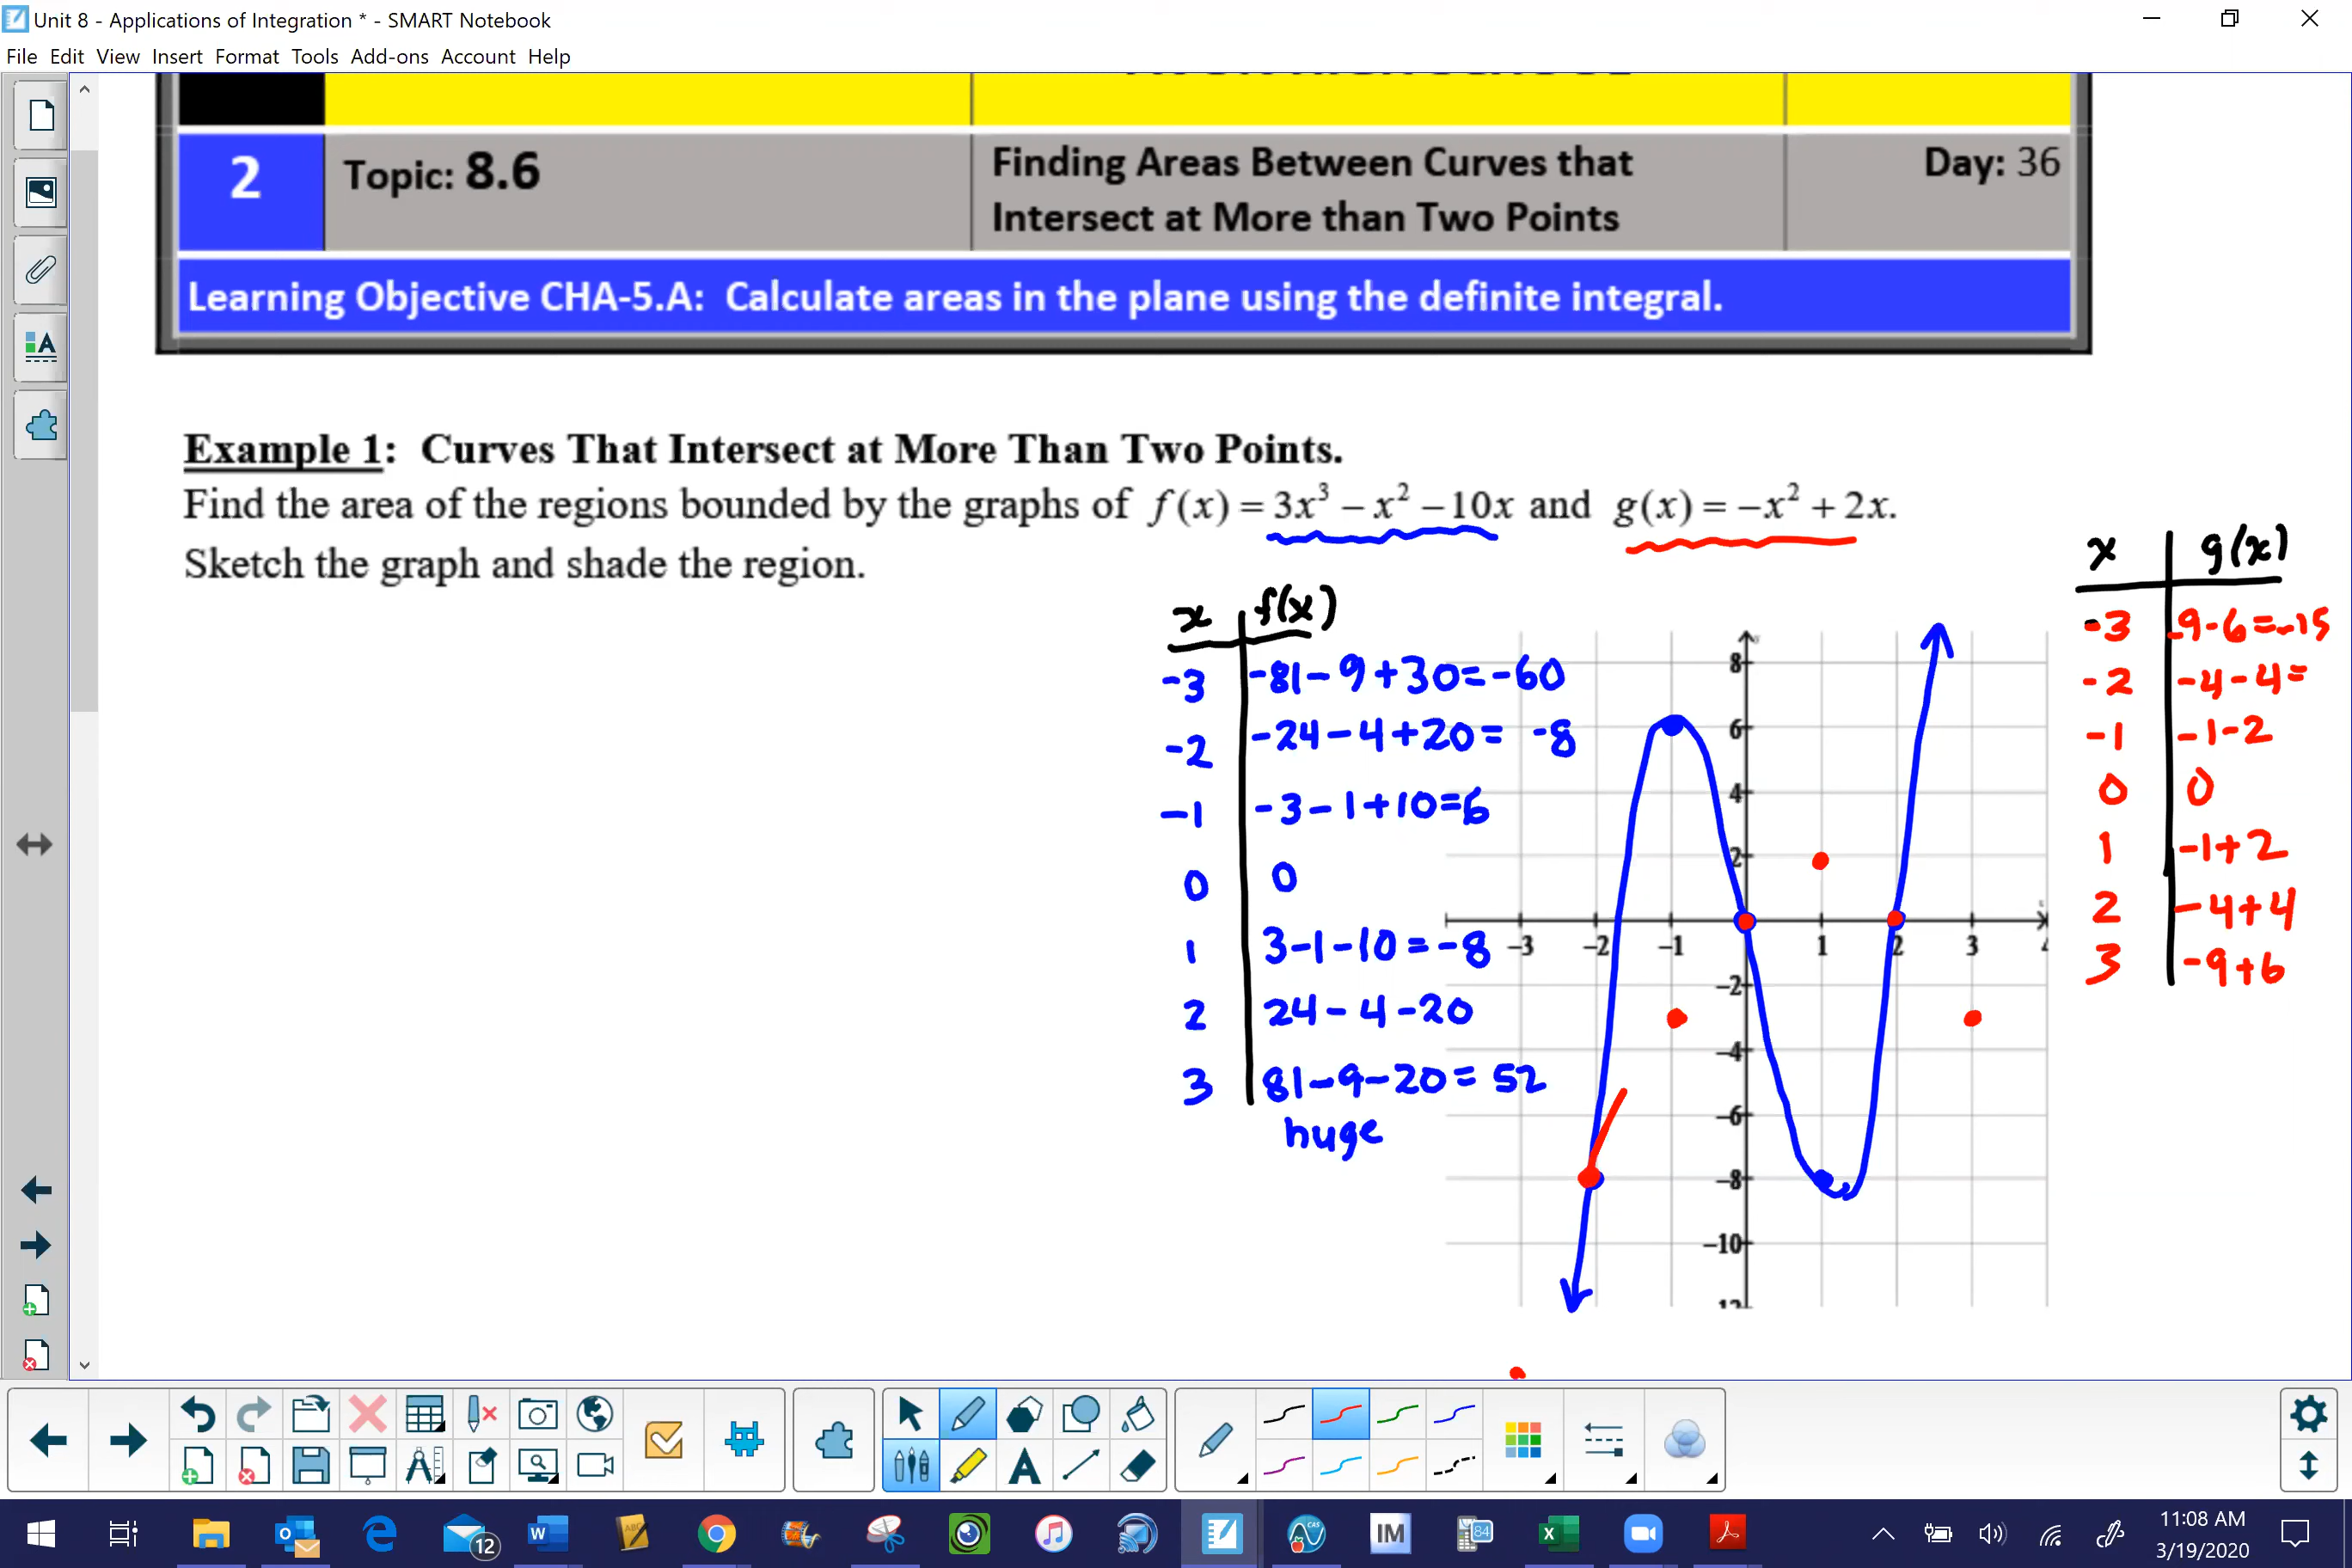 Unit 8 - Applications of Integration * - SMART Notebook
File Edit View Insert Format Tools Add-ons Account Help
2 Topic: 8.6 Finding Areas Between Curves that Day: 36
Intersect at More than Two Points
Learning Objective CHA-5.A: Calculate areas in the plane using the definite integral.
Example 1: Curves That Intersect at More Than Two Points.
Find the area of the regions bounded by the graphs of f(x) = 3x³ − x² − 10x and g(x) = −x² + 2x.
Sketch the graph and shade the region.
x f(x)
-3 -81-9+30=-60
-2 -24-4+20= -8
-1 -3-1+10=6
0 0
1 3-1-10=-8
2 24-4-20
3 81-9-20= 52
huge
8
6
4
2
-3 -2 -1 1 2 3 4
-2
-4
-6
-8
-10
x g(x)
-3 -9-6=-15
-2 -4-4=
-1 -1-2
0 0
1 -1+2
2 -4+4
3 -9+6
A
A
12
W
ABC
CAS
IM
84
X
11:08 AM
3/19/2020